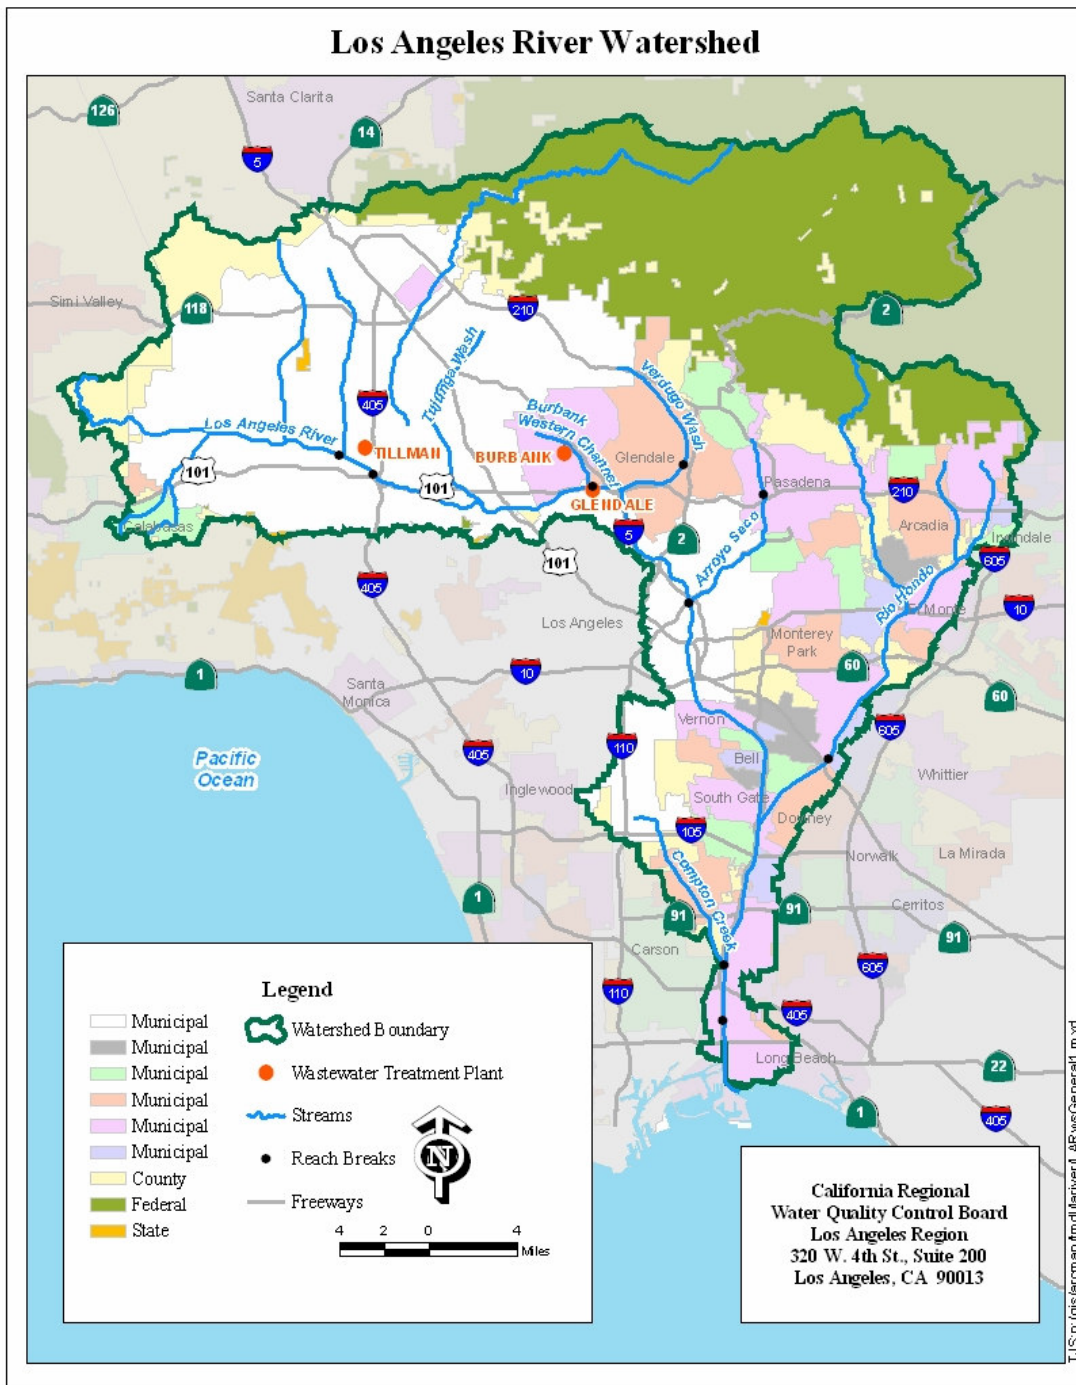 Los Angeles River Watershed
Santa Clarita
126
14
5
Simi Valley
118
210
2
Tujunga Wash
Verdugo Wash
405
Burbank
Western Channel
Los Angeles River
TILLMAN
BURBANK
Glendale
101
101
GLENDALE
Pasadena
210
Calabasas
Arcadia
Irwindale
5
2
Arroyo Seco
101
605
405
Rio Hondo
El Monte
10
Los Angeles
Monterey
Park
60
1
10
Santa
Monica
60
Vernon
605
110
405
Pacific
Ocean
Bell
Whittier
Inglewood
South Gate
Downey
105
Norwalk
La Mirada
Compton Creek
1
91
91
Cerritos
91
Carson
605
110
405
Long Beach
22
1
405
Legend
Municipal
Municipal
Municipal
Municipal
Municipal
Municipal
County
Federal
State
Watershed Boundary
Wastewater Treatment Plant
Streams
Reach Breaks
Freeways
N
4 2 0 4
Miles
California Regional
Water Quality Control Board
Los Angeles Region
320 W. 4th St., Suite 200
Los Angeles, CA 90013